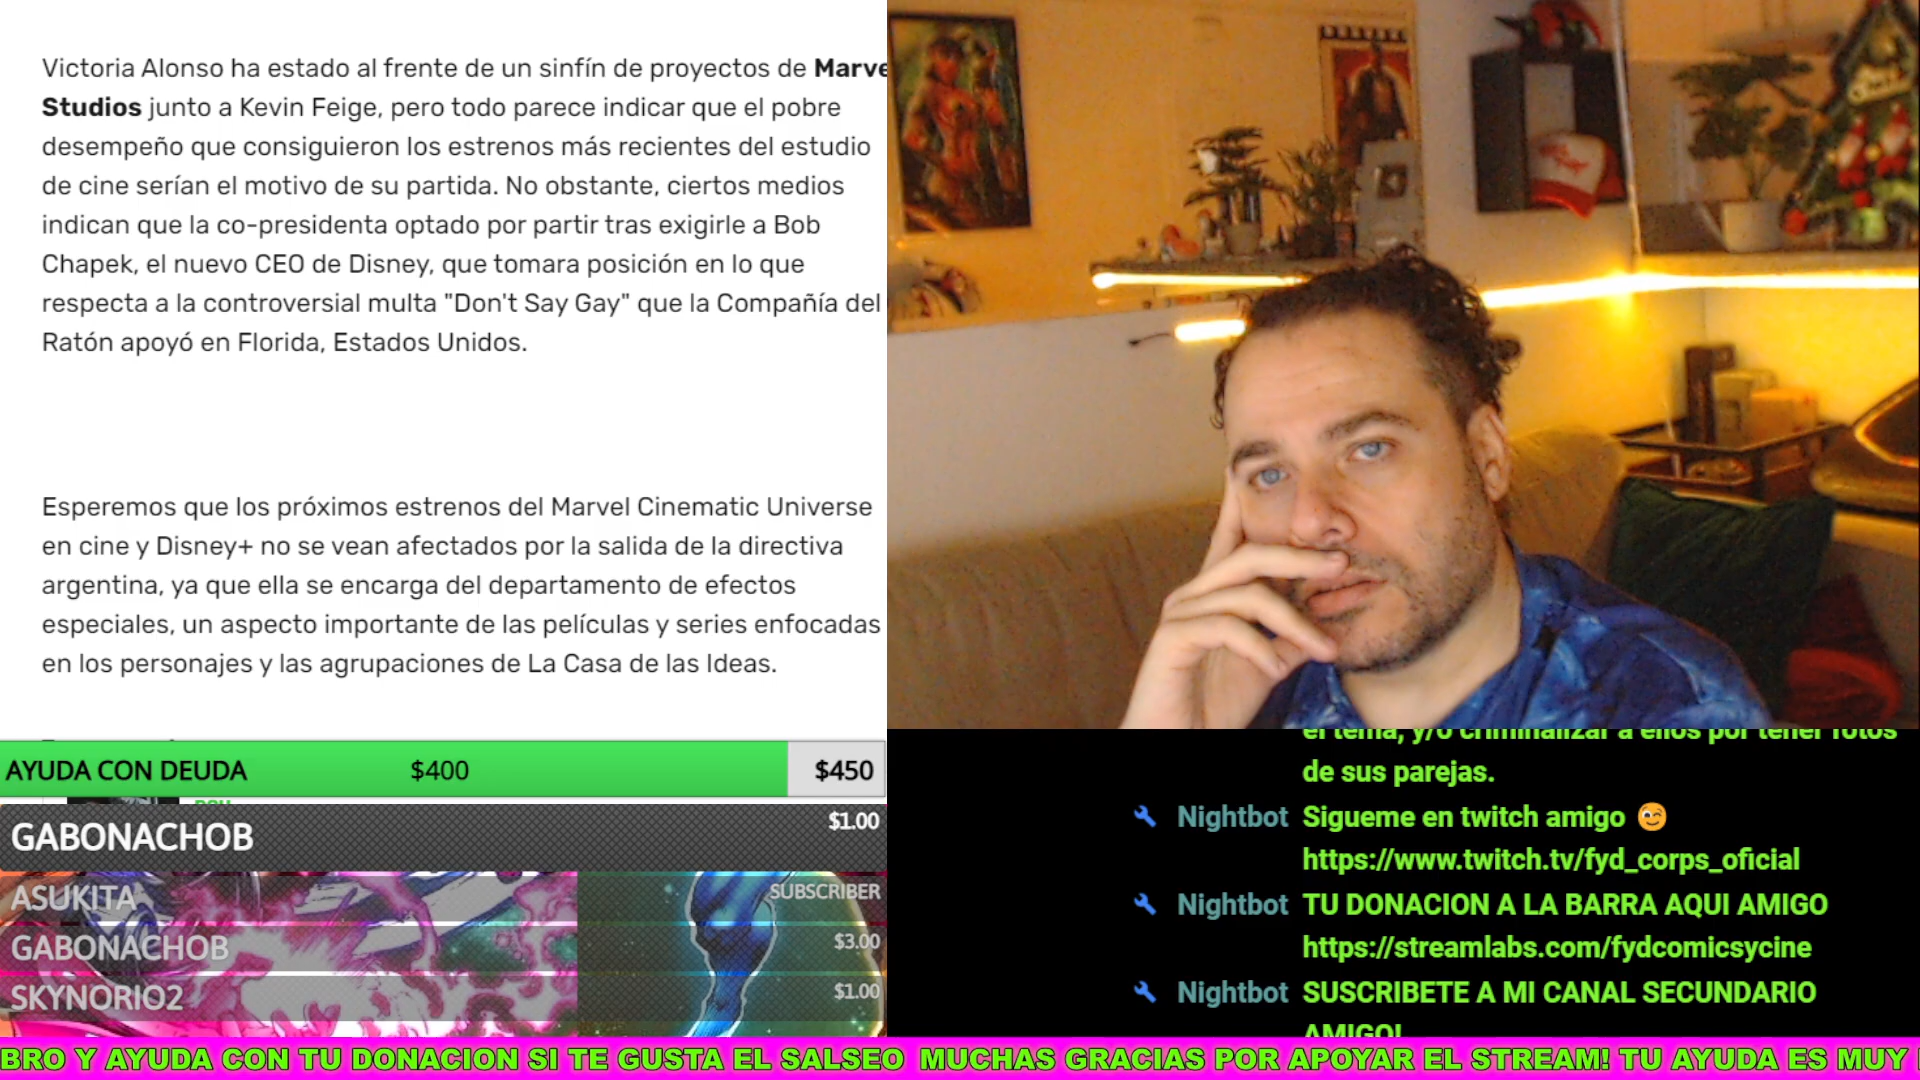 Victoria Alonso ha estado al frente de un sinfín de proyectos de Marve
Studios junto a Kevin Feige, pero todo parece indicar que el pobre
desempeño que consiguieron los estrenos más recientes del estudio
de cine serían el motivo de su partida. No obstante, ciertos medios
indican que la co-presidenta optado por partir tras exigirle a Bob
Chapek, el nuevo CEO de Disney, que tomara posición en lo que
respecta a la controversial multa "Don't Say Gay" que la Compañía del
Ratón apoyó en Florida, Estados Unidos.
Esperemos que los próximos estrenos del Marvel Cinematic Universe
en cine y Disney+ no se vean afectados por la salida de la directiva
argentina, ya que ella se encarga del departamento de efectos
especiales, un aspecto importante de las películas y series enfocadas
en los personajes y las agrupaciones de La Casa de las Ideas.
AYUDA CON DEUDA $400 $450
GABONACHOB $1.00
ASUKITA SUBSCRIBER
GABONACHOB $3.00
SKYNORIO2 $1.00
el tema, y/o criminalizar a ellos por tener fotos
de sus parejas.
Nightbot Sigueme en twitch amigo 😉
https://www.twitch.tv/fyd_corps_oficial
Nightbot TU DONACION A LA BARRA AQUI AMIGO
https://streamlabs.com/fydcomicsycine
Nightbot SUSCRIBETE A MI CANAL SECUNDARIO
AMIGO!
BRO Y AYUDA CON TU DONACION SI TE GUSTA EL SALSEO MUCHAS GRACIAS POR APOYAR EL STREAM! TU AYUDA ES MUY